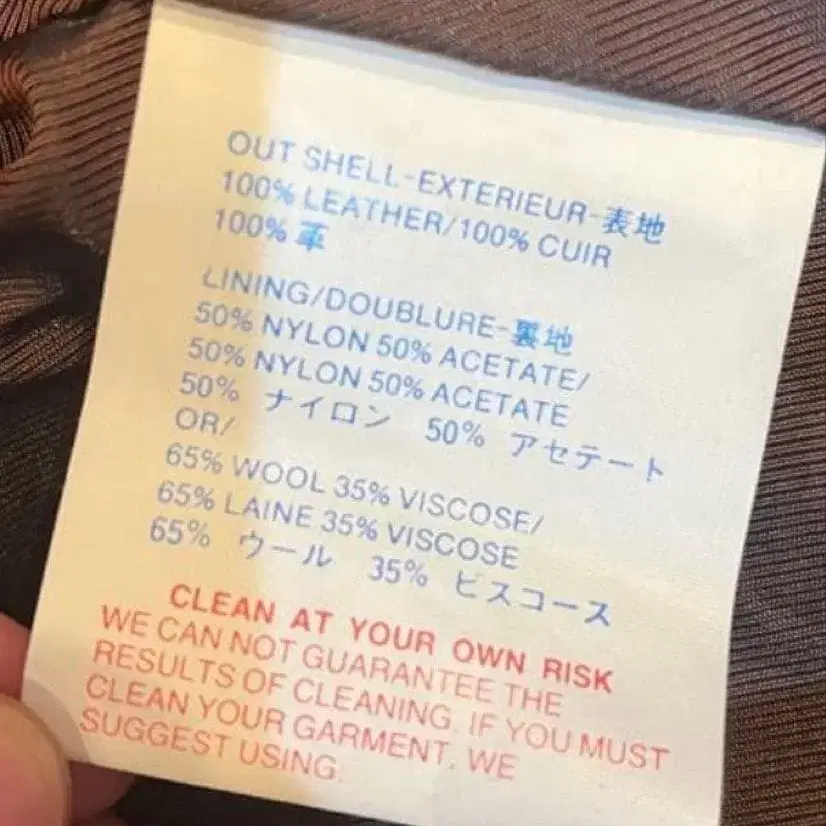 OUT SHELL-EXTERIEUR-表地
100% LEATHER/100% CUIR
100% 革
LINING/DOUBLURE-裏地
50% NYLON 50% ACETATE/
50% NYLON 50% ACETATE
50% ナイロン 50% アセテート
OR/
65% WOOL 35% VISCOSE/
65% LAINE 35% VISCOSE
65% ウール 35% ビスコース
CLEAN AT YOUR OWN RISK
WE CAN NOT GUARANTEE THE
RESULTS OF CLEANING. IF YOU MUST
CLEAN YOUR GARMENT, WE
SUGGEST USING.